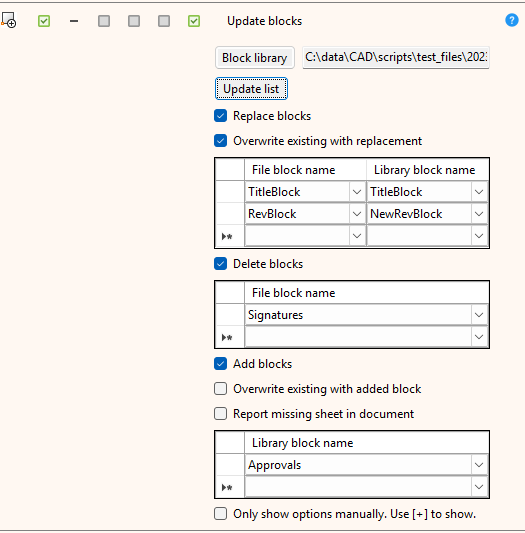 Update blocks ?
Block library C:\data\CAD\scripts\test_files\202
Update list
Replace blocks
Overwrite existing with replacement
File block name Library block name
TitleBlock TitleBlock
RevBlock NewRevBlock
Delete blocks
File block name
Signatures
Add blocks
Overwrite existing with added block
Report missing sheet in document
Library block name
Approvals
Only show options manually. Use [+] to show.